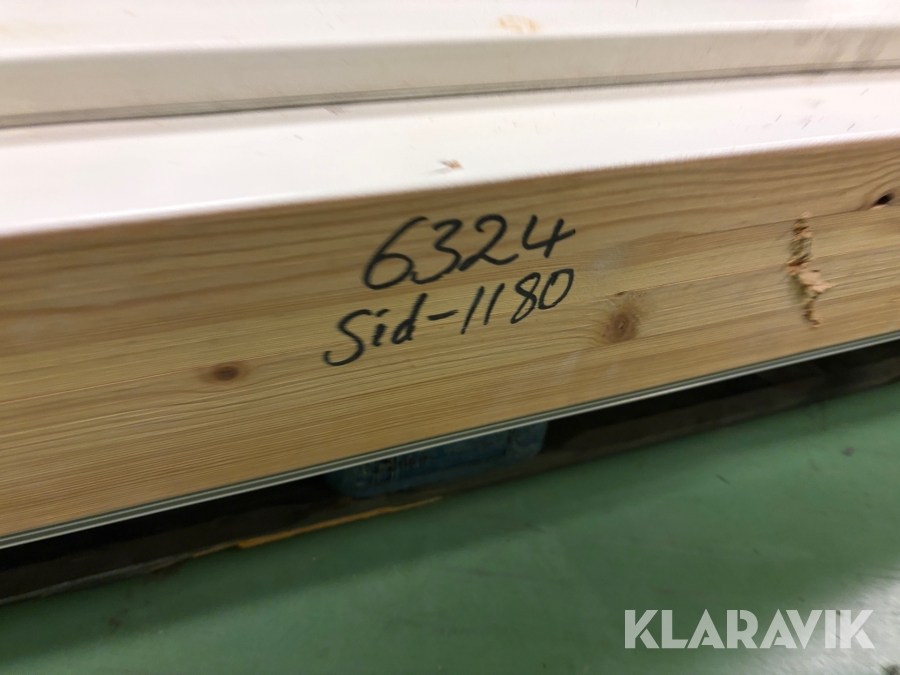 6324
Sid-1180
KLARAVIK